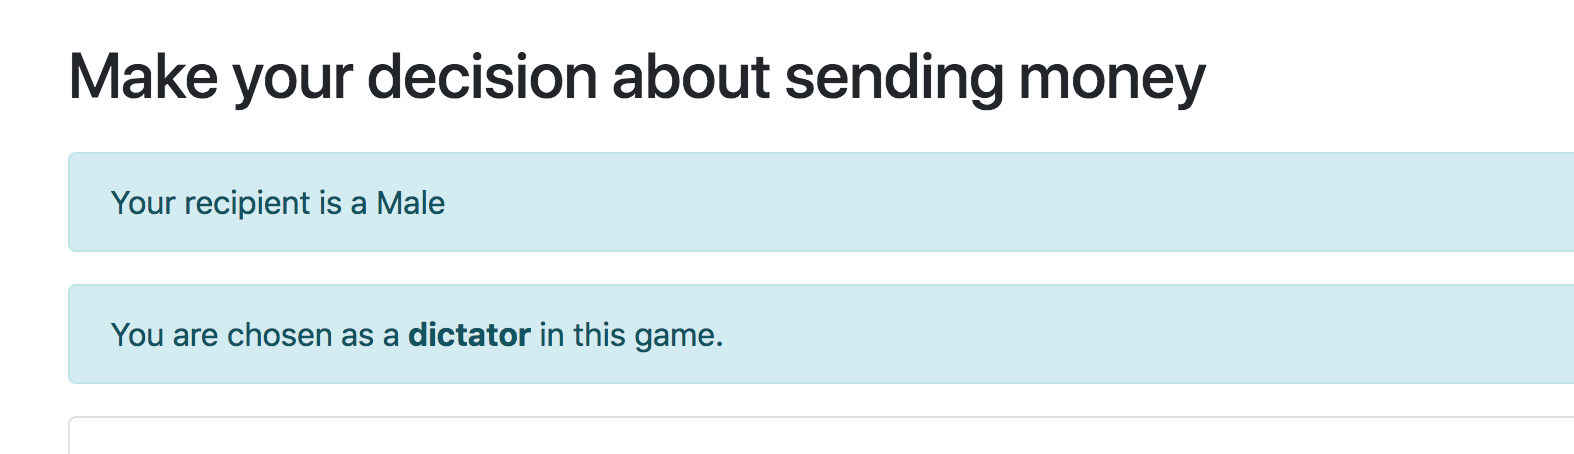 Make your decision about sending money
Your recipient is a Male
You are chosen as a dictator in this game.